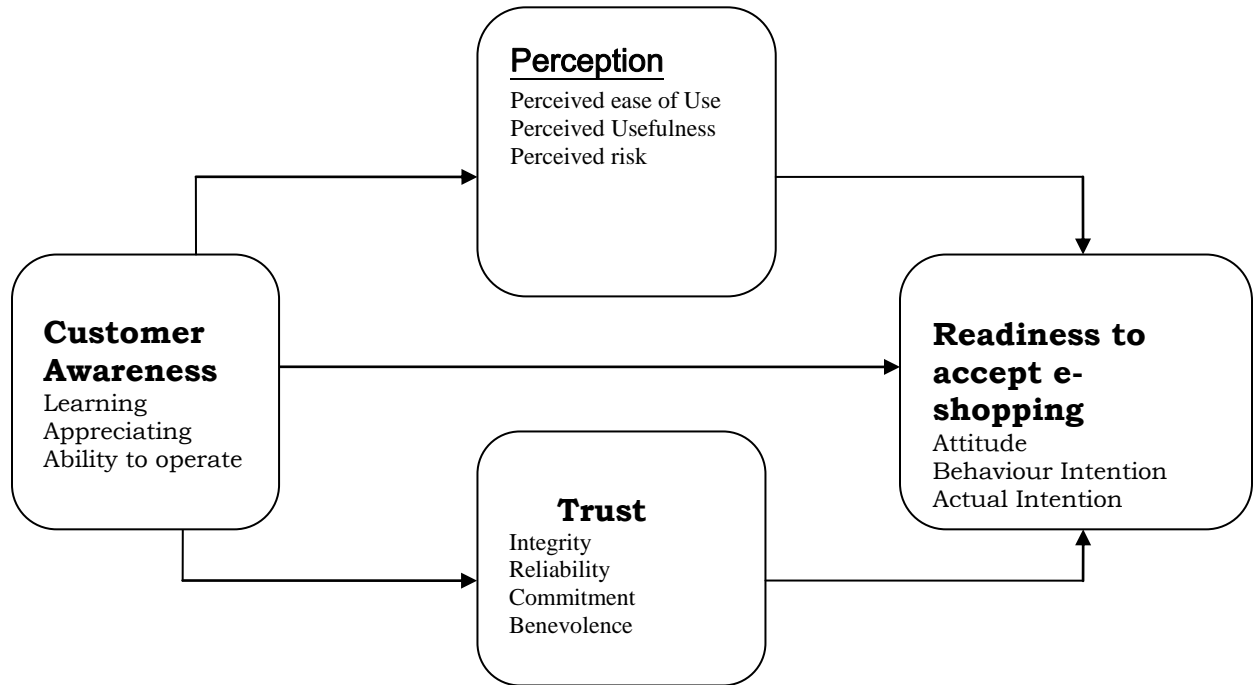 Perception
Perceived ease of Use
Perceived Usefulness
Perceived risk
Customer
Awareness
Learning
Appreciating
Ability to operate
Readiness to
accept e-
shopping
Attitude
Behaviour Intention
Actual Intention
Trust
Integrity
Reliability
Commitment
Benevolence